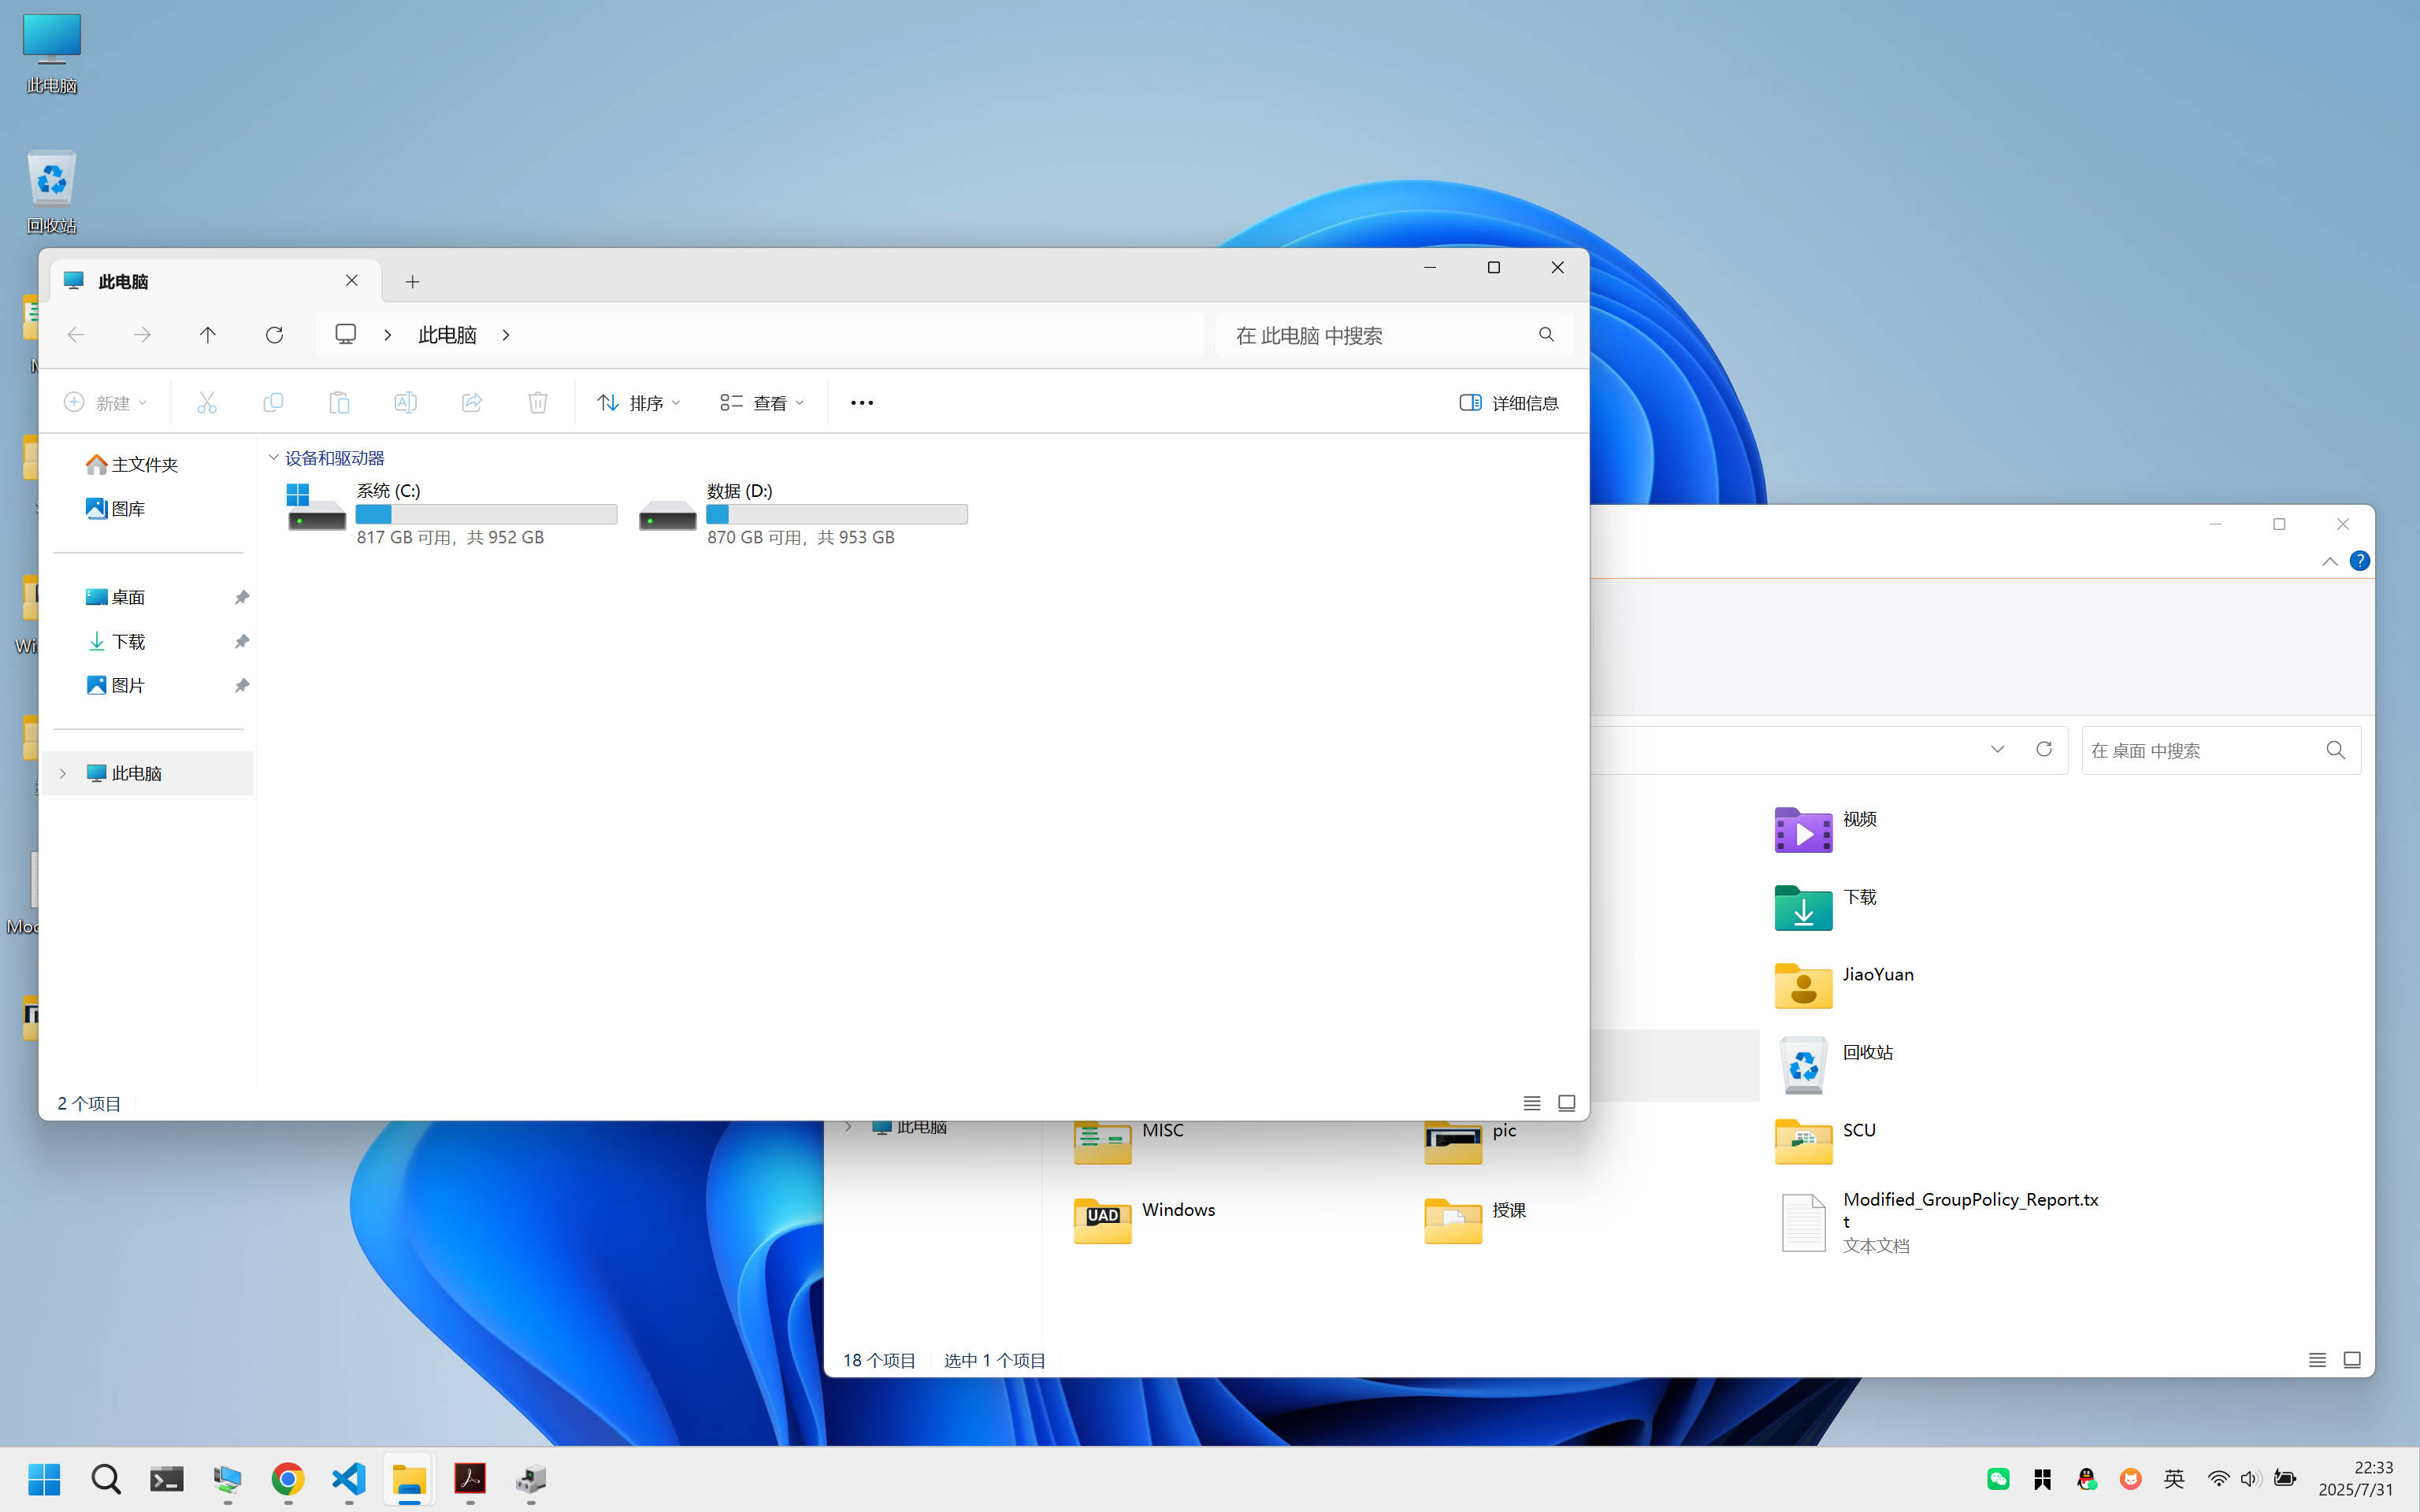 此电脑
回收站
此电脑
此电脑
在 此电脑 中搜索
新建
排序
查看
详细信息
主文件夹
图库
桌面
下载
图片
此电脑
设备和驱动器
系统 (C:)
817 GB 可用，共 952 GB
数据 (D:)
870 GB 可用，共 953 GB
2 个项目
在 桌面 中搜索
视频
下载
JiaoYuan
回收站
此电脑
MISC
pic
SCU
Windows
授课
Modified_GroupPolicy_Report.tx
t
文本文档
18 个项目
选中 1 个项目
UAD
英
22:33
2025/7/31